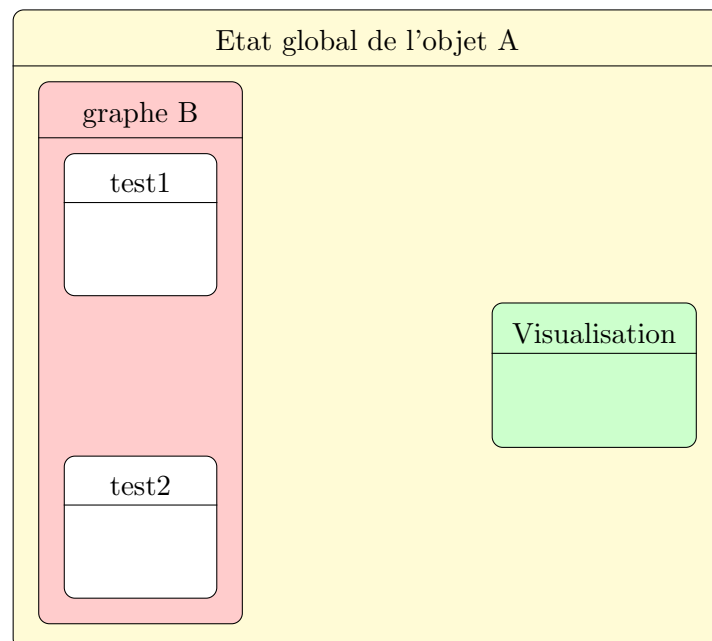 Etat global de l'objet A
graphe B
test1
Visualisation
test2